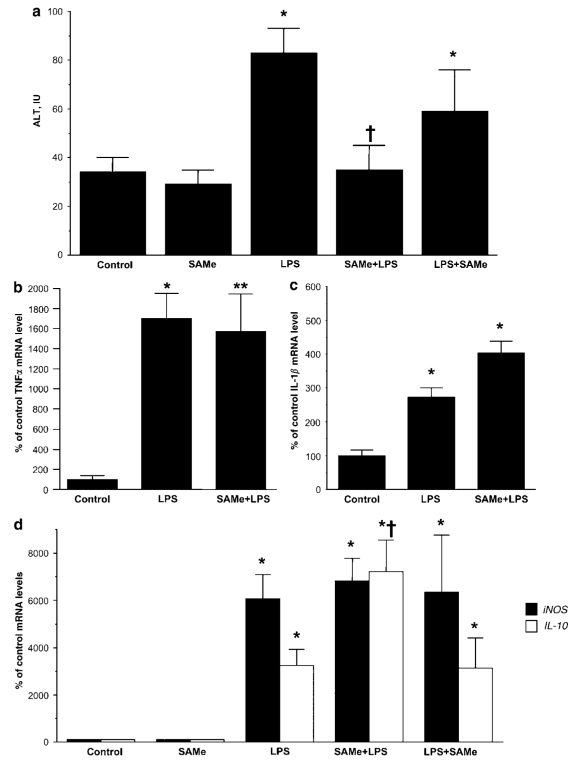 a
ALT, IU
100
80
60
40
20
0
*
†
*
Control SAMe LPS SAMe+LPS LPS+SAMe
b
% of control TNFα mRNA level
2000
1800
1600
1400
1200
1000
800
600
400
200
0
* **
Control LPS SAMe+LPS
c
% of control IL-1β mRNA level
600
500
400
300
200
100
0
*
*
Control LPS SAMe+LPS
d
% of control mRNA levels
8000
6000
4000
2000
0
*
*
*
*†
*
*
iNOS
IL-10
Control SAMe LPS SAMe+LPS LPS+SAMe